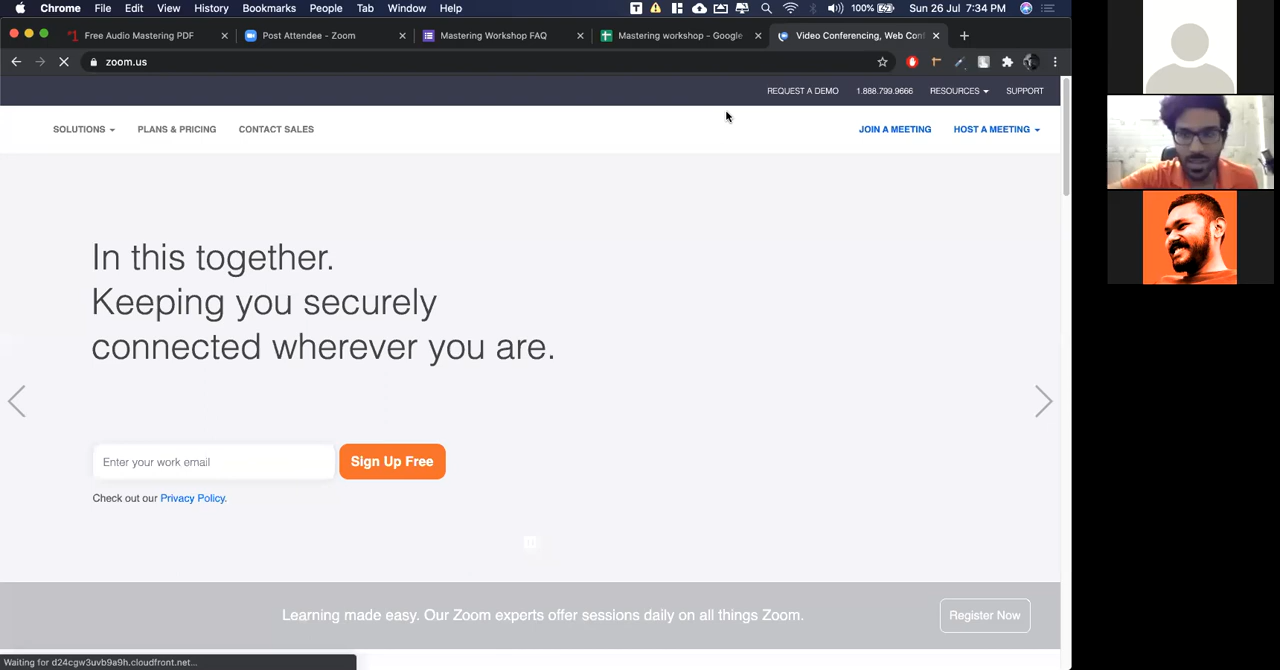 Chrome File Edit View History Bookmarks People Tab Window Help 100% Sun 26 Jul 7:34 PM
Free Audio Mastering PDF Post Attendee - Zoom Mastering Workshop FAQ Mastering workshop - Google Video Conferencing, Web Conf
zoom.us
REQUEST A DEMO 1.888.799.9666 RESOURCES SUPPORT
SOLUTIONS PLANS & PRICING CONTACT SALES JOIN A MEETING HOST A MEETING
In this together.
Keeping you securely
connected wherever you are.
Enter your work email Sign Up Free
Check out our Privacy Policy.
Learning made easy. Our Zoom experts offer sessions daily on all things Zoom. Register Now
Waiting for d24cgw3uvb9a9h.cloudfront.net...